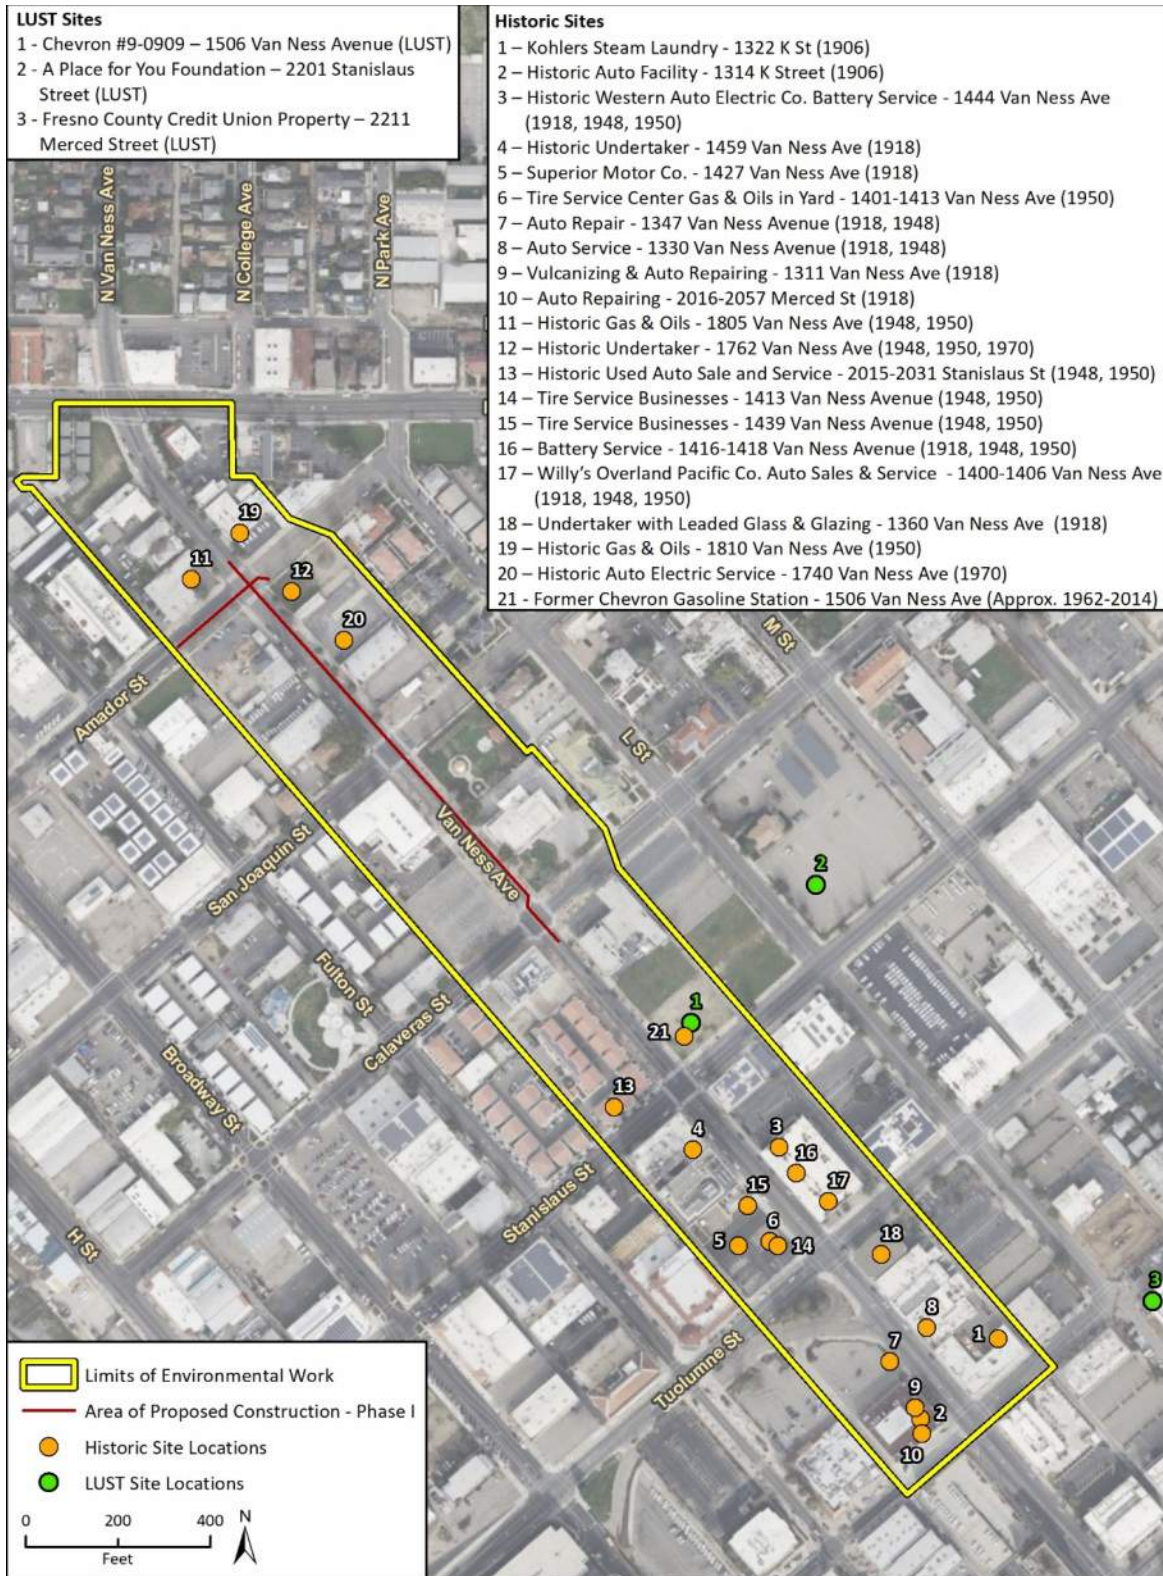 LUST Sites
1 - Chevron #9-0909 – 1506 Van Ness Avenue (LUST)
2 - A Place for You Foundation – 2201 Stanislaus
Street (LUST)
3 - Fresno County Credit Union Property – 2211
Merced Street (LUST)
Historic Sites
1 – Kohlers Steam Laundry - 1322 K St (1906)
2 – Historic Auto Facility - 1314 K Street (1906)
3 – Historic Western Auto Electric Co. Battery Service - 1444 Van Ness Ave
(1918, 1948, 1950)
4 – Historic Undertaker - 1459 Van Ness Ave (1918)
5 – Superior Motor Co. - 1427 Van Ness Ave (1918)
6 – Tire Service Center Gas & Oils in Yard - 1401-1413 Van Ness Ave (1950)
7 – Auto Repair - 1347 Van Ness Avenue (1918, 1948)
8 – Auto Service - 1330 Van Ness Avenue (1918, 1948)
9 – Vulcanizing & Auto Repairing - 1311 Van Ness Ave (1918)
10 – Auto Repairing - 2016-2057 Merced St (1918)
11 – Historic Gas & Oils - 1805 Van Ness Ave (1948, 1950)
12 – Historic Undertaker - 1762 Van Ness Ave (1948, 1950, 1970)
13 – Historic Used Auto Sale and Service - 2015-2031 Stanislaus St (1948, 1950)
14 – Tire Service Businesses - 1413 Van Ness Avenue (1948, 1950)
15 – Tire Service Businesses - 1439 Van Ness Avenue (1948, 1950)
16 – Battery Service - 1416-1418 Van Ness Avenue (1918, 1948, 1950)
17 – Willy's Overland Pacific Co. Auto Sales & Service - 1400-1406 Van Ness Ave
(1918, 1948, 1950)
18 – Undertaker with Leaded Glass & Glazing - 1360 Van Ness Ave (1918)
19 – Historic Gas & Oils - 1810 Van Ness Ave (1950)
20 – Historic Auto Electric Service - 1740 Van Ness Ave (1970)
21 - Former Chevron Gasoline Station - 1506 Van Ness Ave (Approx. 1962-2014)
N Van Ness Ave
N College Ave
N Park Ave
19
11
12
20
M St
Amador St
L St
Van Ness Ave
San Joaquin St
2
Fulton St
Calaveras St
1
21
Broadway St
13
4
3
16
15
17
Stanislaus St
H St
6
5
14
18
3
8
1
7
Tuolumne St
9
2
10
Limits of Environmental Work
Area of Proposed Construction - Phase I
Historic Site Locations
LUST Site Locations
0 200 400
Feet
N